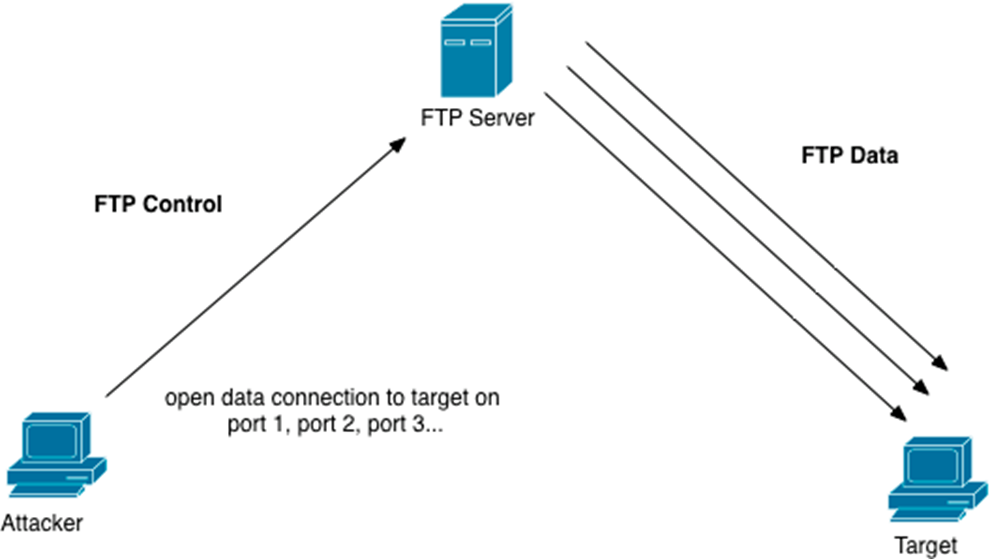 FTP Server
FTP Data
FTP Control
open data connection to target on
port 1, port 2, port 3...
Attacker
Target